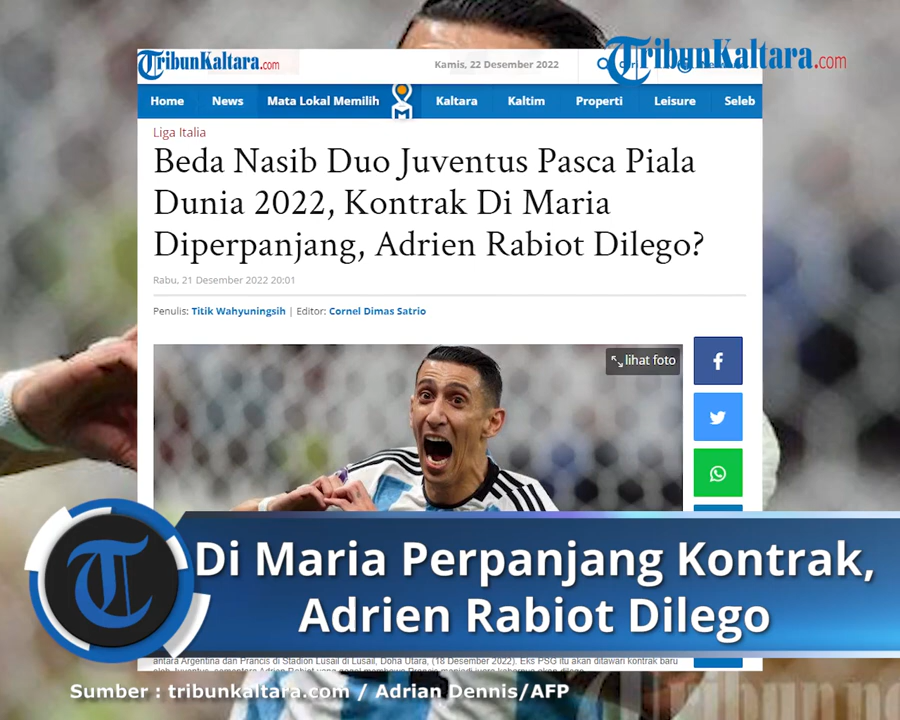 TribunKaltara.com
Kamis, 22 Desember 2022
TribunKaltara.com
Home News Mata Lokal Memilih M Kaltara Kaltim Properti Leisure Seleb
Liga Italia
Beda Nasib Duo Juventus Pasca Piala
Dunia 2022, Kontrak Di Maria
Diperpanjang, Adrien Rabiot Dilego?
Rabu, 21 Desember 2022 20:01
Penulis: Titik Wahyuningsih | Editor: Cornel Dimas Satrio
lihat foto
Di Maria Perpanjang Kontrak,
Adrien Rabiot Dilego
antara Argentina dan Prancis di Stadion Lusail di Lusail, Doha Utara, (18 Desember 2022). Eks PSG itu akan ditawari kontrak baru
Sumber : tribunkaltara.com / Adrian Dennis/AFP